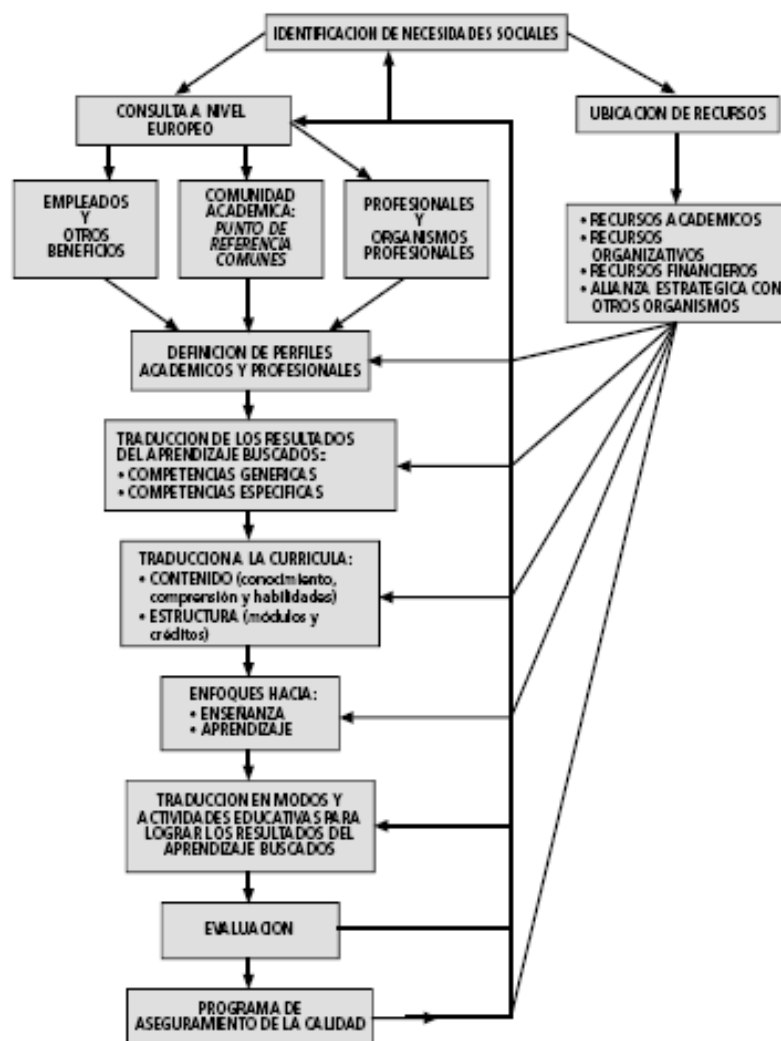 IDENTIFICACION DE NECESIDADES SOCIALES
CONSULTA A NIVEL
EUROPEO
UBICACION DE RECURSOS
EMPLEADOS
Y
OTROS
BENEFICIOS
COMUNIDAD
ACADEMICA:
PUNTO DE
REFERENCIA
COMUNES
PROFESIONALES
Y
ORGANISMOS
PROFESIONALES
• RECURSOS ACADEMICOS
• RECURSOS
ORGANIZATIVOS
• RECURSOS FINANCIEROS
• ALIANZA ESTRATEGICA CON
OTROS ORGANISMOS
DEFINICION DE PERFILES
ACADEMICOS Y PROFESIONALES
TRADUCCION DE LOS RESULTADOS
DEL APRENDIZAJE BUSCADOS:
• COMPETENCIAS GENERICAS
• COMPETENCIAS ESPECIFICAS
TRADUCCION A LA CURRICULA:
• CONTENIDO (conocimiento,
comprensión y habilidades)
• ESTRUCTURA (módulos y
créditos)
ENFOQUES HACIA:
• ENSEÑANZA
• APRENDIZAJE
TRADUCCION EN MODOS Y
ACTIVIDADES EDUCATIVAS PARA
LOGRAR LOS RESULTADOS DEL
APRENDIZAJE BUSCADOS
EVALUACION
PROGRAMA DE
ASEGURAMIENTO DE LA CALIDAD